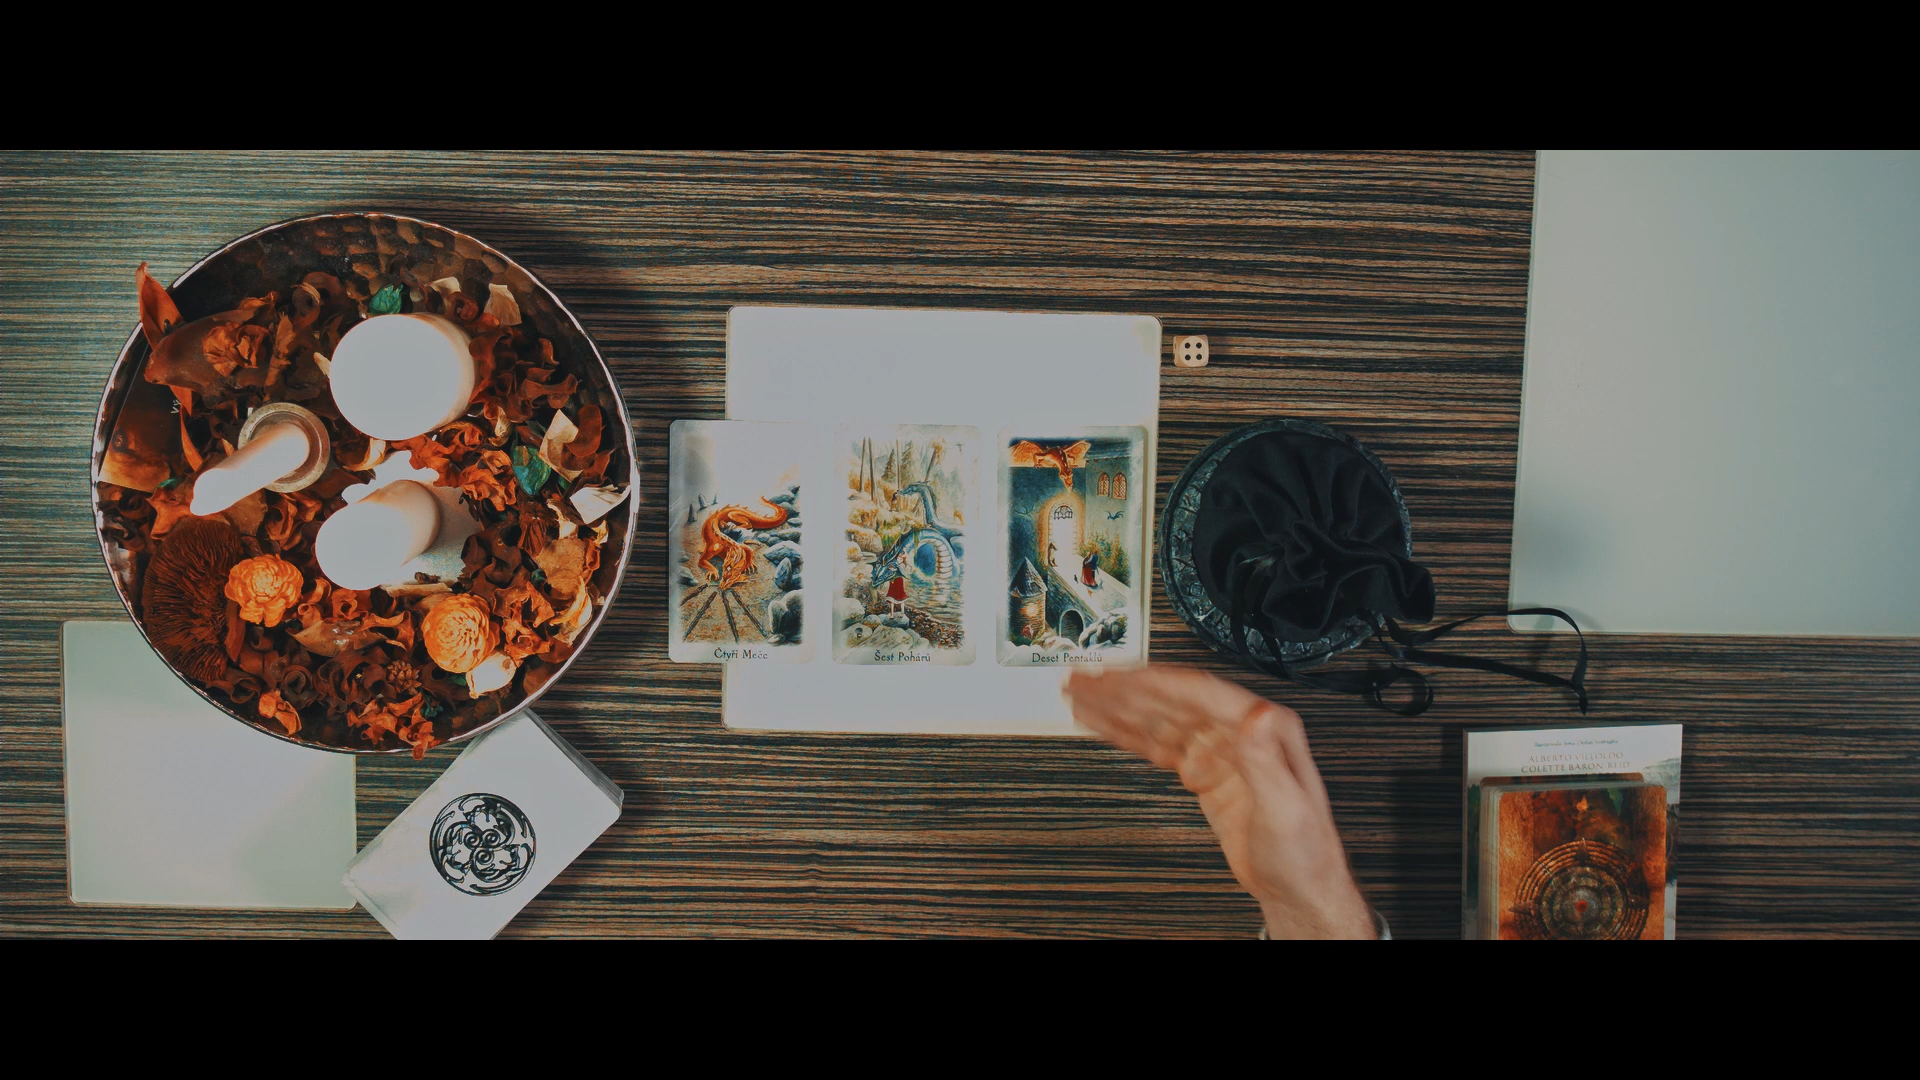 Čtyři Meče
Šest Pohárů
Deset Pentaklů
ALBERTO VILLOLDO
COLETTE BARON-REID